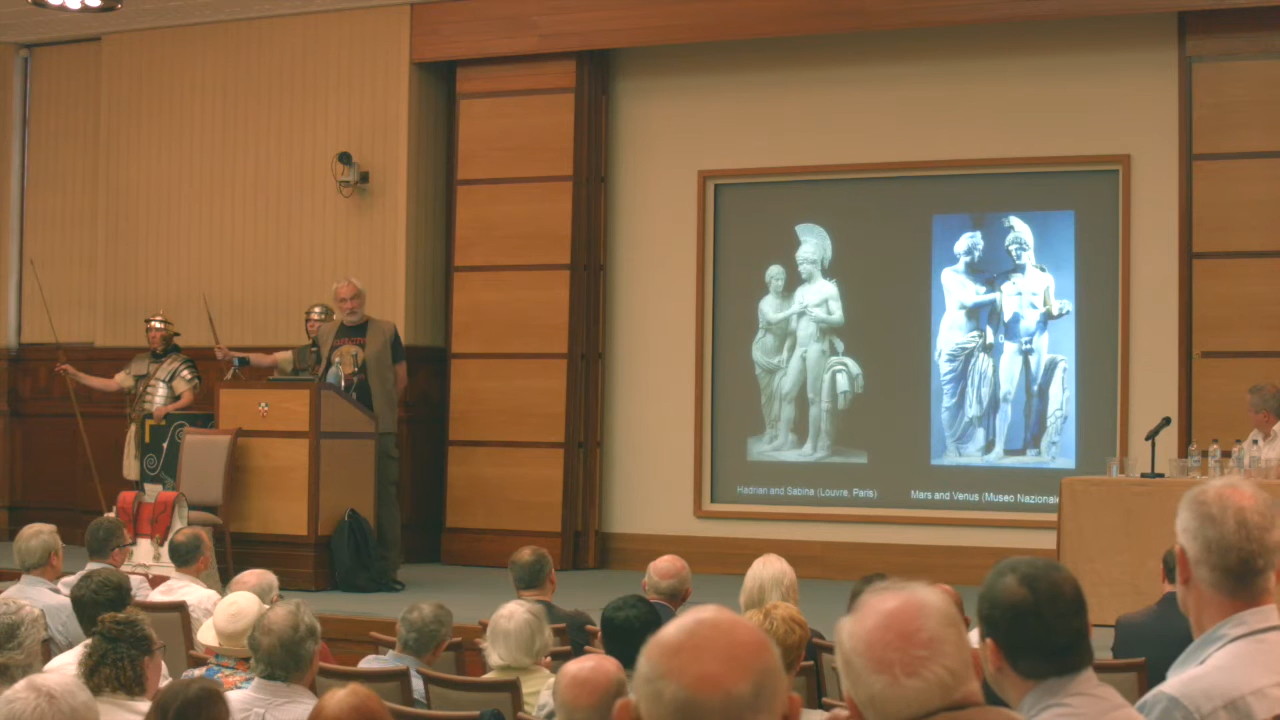 Hadrian and Sabina (Louvre, Paris)
Mars and Venus (Museo Nazionale